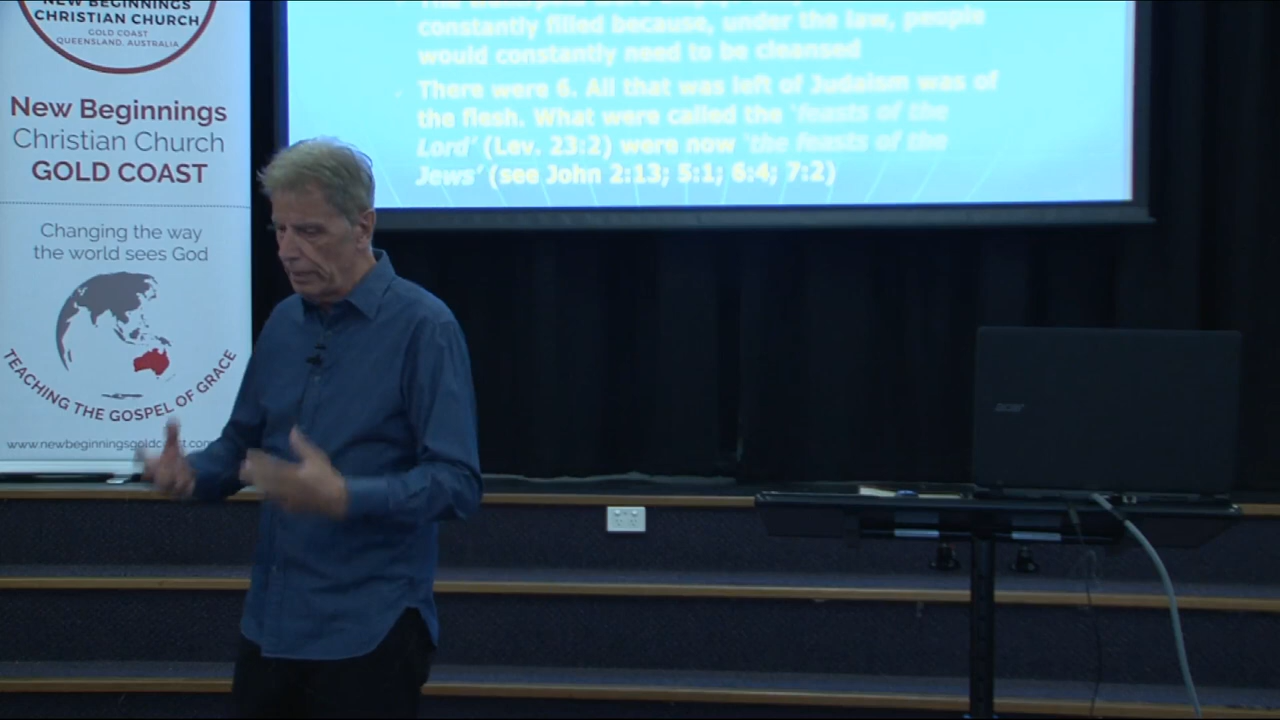 NEW BEGINNINGS
CHRISTIAN CHURCH
GOLD COAST
QUEENSLAND, AUSTRALIA
New Beginnings
Christian Church
GOLD COAST
Changing the way
the world sees God
TEACHING THE GOSPEL OF GRACE
www.newbeginningsgoldcoast.com
constantly filled because, under the law, people
would constantly need to be cleansed
There were 6. All that was left of Judaism was of
the flesh. What were called the 'feasts of the
Lord' (Lev. 23:2) were now 'the feasts of the
Jews' (see John 2:13; 5:1; 6:4; 7:2)
acer